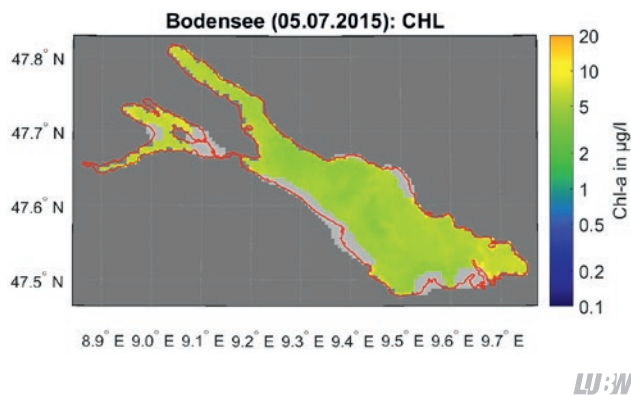 Bodensee (05.07.2015): CHL
47.8° N
47.7° N
47.6° N
47.5° N
8.9° E 9.0° E 9.1° E 9.2° E 9.3° E 9.4° E 9.5° E 9.6° E 9.7° E
20
10
5
2
1
0.5
0.2
0.1
Chl-a in µg/l
LUBW